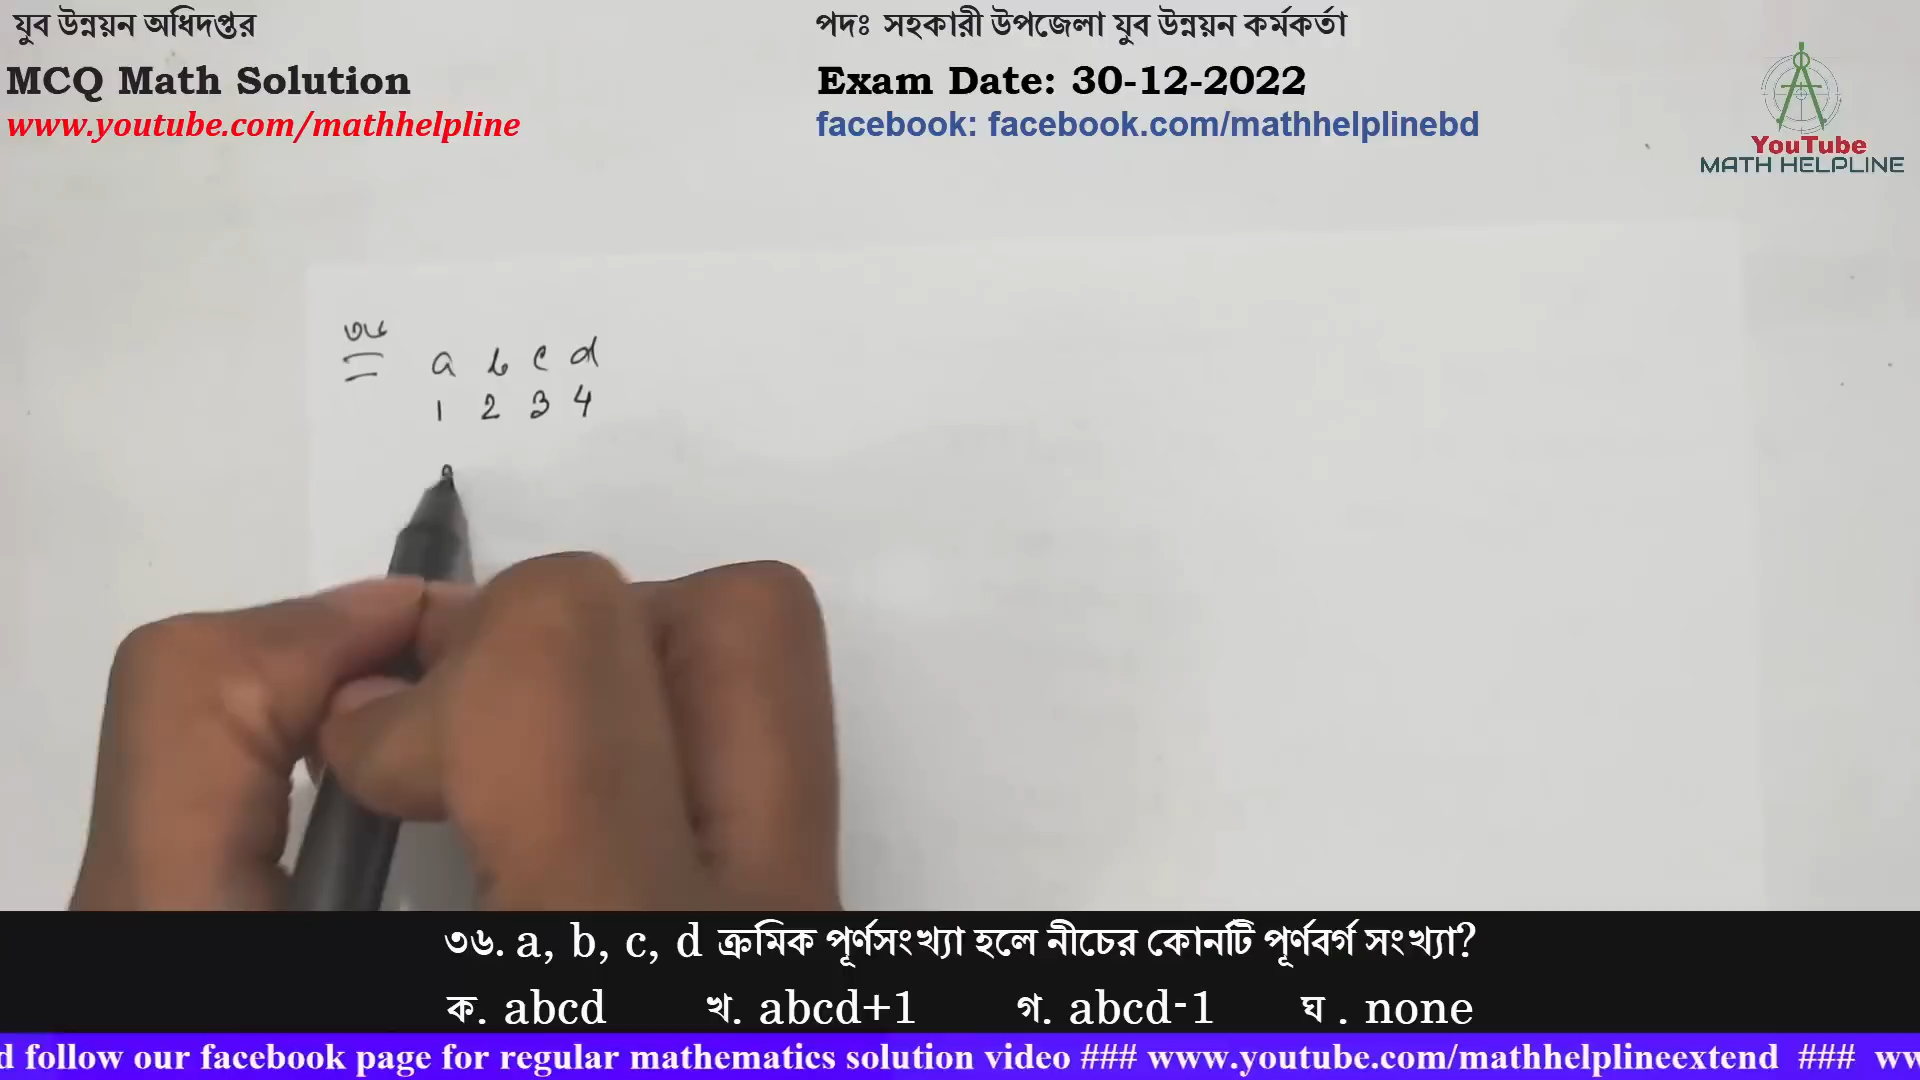 যুব উন্নয়ন অধিদপ্তর
পদঃ সহকারী উপজেলা যুব উন্নয়ন কর্মকর্তা
MCQ Math Solution
Exam Date: 30-12-2022
www.youtube.com/mathhelpline
facebook: facebook.com/mathhelplinebd
YouTube
MATH HELPLINE
৩৬
a b c d
1 2 3 4
৩৬. a, b, c, d ক্রমিক পূর্ণসংখ্যা হলে নীচের কোনটি পূর্ণবর্গ সংখ্যা?
ক. abcd খ. abcd+1 গ. abcd-1 ঘ . none
d follow our facebook page for regular mathematics solution video ### www.youtube.com/mathhelplineextend ###